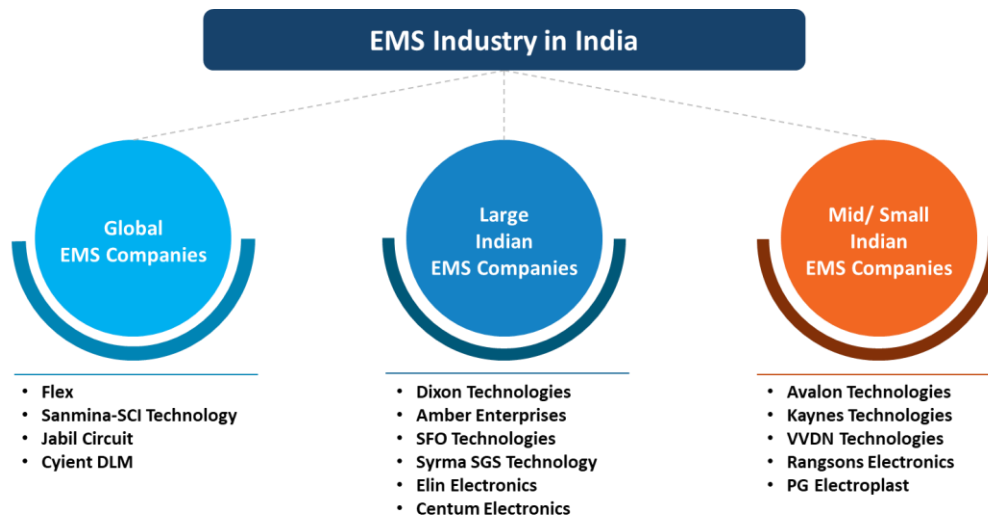 EMS Industry in India
Global
EMS Companies
Large
Indian
EMS Companies
Mid/ Small
Indian
EMS Companies
• Flex
• Sanmina-SCI Technology
• Jabil Circuit
• Cyient DLM
• Dixon Technologies
• Amber Enterprises
• SFO Technologies
• Syrma SGS Technology
• Elin Electronics
• Centum Electronics
• Avalon Technologies
• Kaynes Technologies
• VVDN Technologies
• Rangsons Electronics
• PG Electroplast